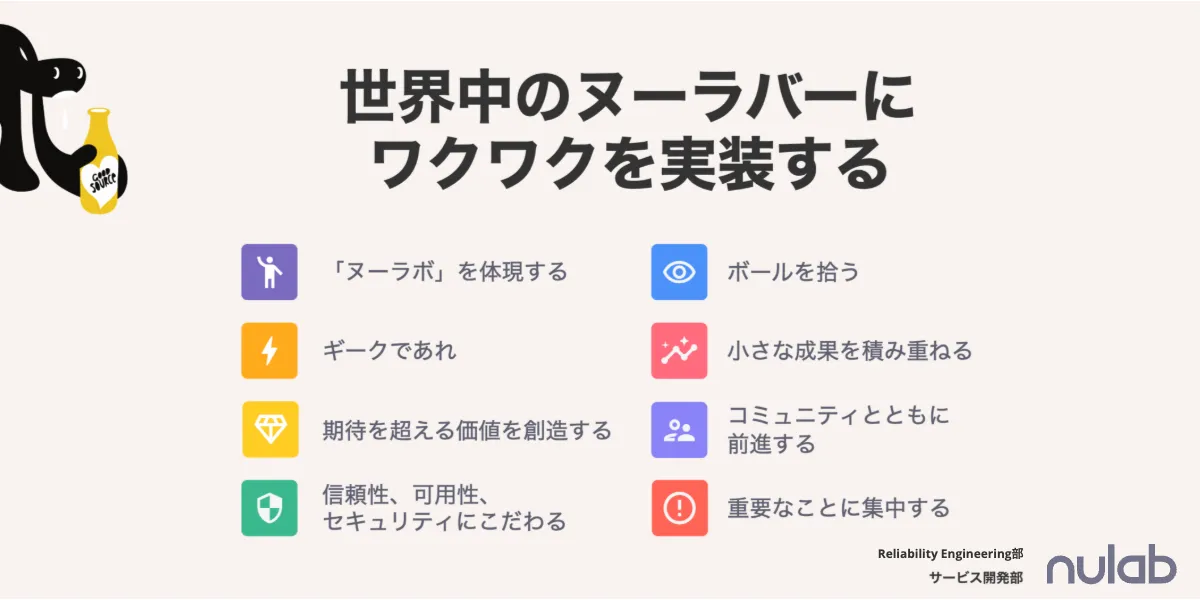 世界中のヌーラバーに
ワクワクを実装する
GOOD
SOURCE
「ヌーラボ」を体現する
ギークであれ
期待を超える価値を創造する
信頼性、可用性、
セキュリティにこだわる
ボールを拾う
小さな成果を積み重ねる
コミュニティとともに
前進する
重要なことに集中する
Reliability Engineering部
サービス開発部
nulab